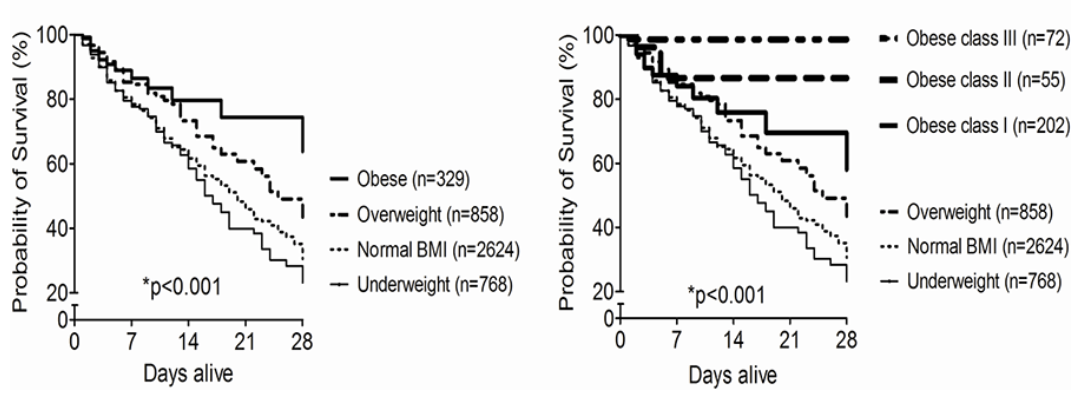 Probability of Survival (%)
100
80
60
40
20
0
0 7 14 21 28
Days alive
*p<0.001
Obese (n=329)
Overweight (n=858)
Normal BMI (n=2624)
Underweight (n=768)
Probability of Survival (%)
100
80
60
40
20
0
0 7 14 21 28
Days alive
*p<0.001
Obese class III (n=72)
Obese class II (n=55)
Obese class I (n=202)
Overweight (n=858)
Normal BMI (n=2624)
Underweight (n=768)